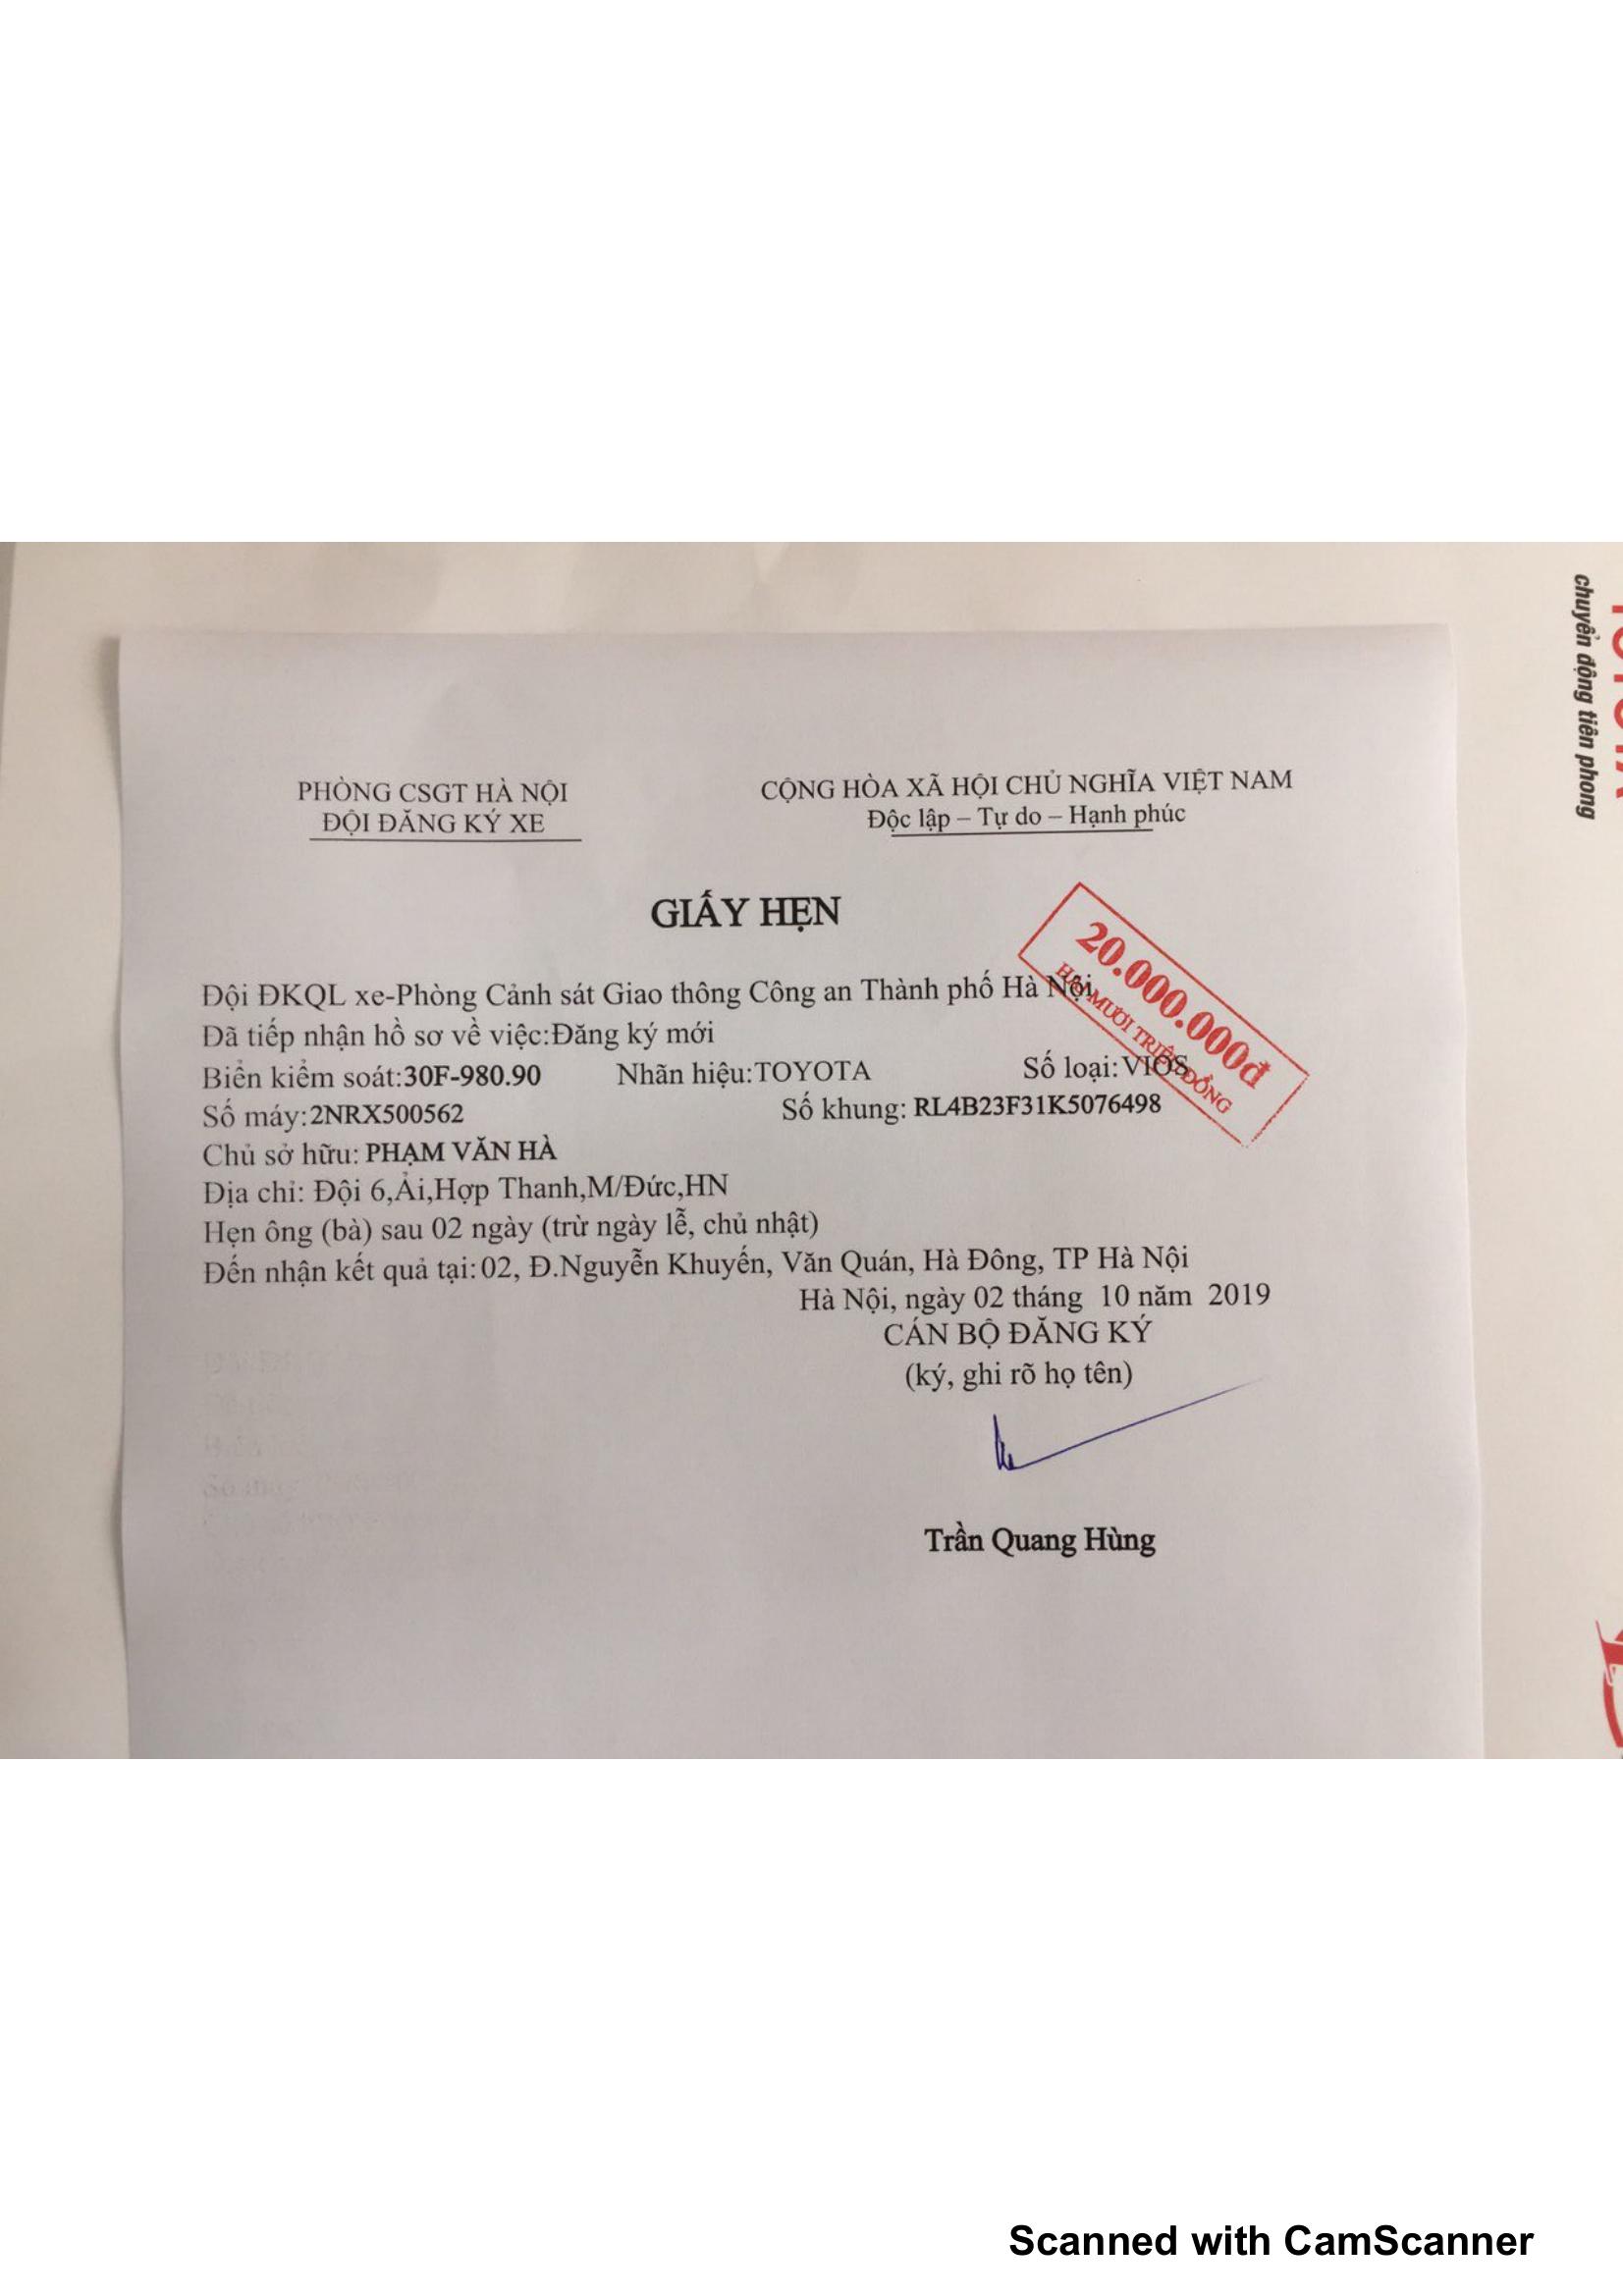 chuyển động tiên phong
PHÒNG CSGT HÀ NỘI
ĐỘI ĐĂNG KÝ XE
CỘNG HÒA XÃ HỘI CHỦ NGHĨA VIỆT NAM
Độc lập – Tự do – Hạnh phúc
GIẤY HẸN
20.000.000đ
HAI MƯƠI TRIỆU ĐỒNG
Đội ĐKQL xe-Phòng Cảnh sát Giao thông Công an Thành phố Hà Nội
Đã tiếp nhận hồ sơ về việc:Đăng ký mới
Biển kiểm soát:30F-980.90 Nhãn hiệu:TOYOTA Số loại:VIOS
Số máy:2NRX500562 Số khung: RL4B23F31K5076498
Chủ sở hữu: PHẠM VĂN HÀ
Địa chỉ: Đội 6,Ải,Hợp Thanh,M/Đức,HN
Hẹn ông (bà) sau 02 ngày (trừ ngày lễ, chủ nhật)
Đến nhận kết quả tại:02, Đ.Nguyễn Khuyến, Văn Quán, Hà Đông, TP Hà Nội
Hà Nội, ngày 02 tháng 10 năm 2019
CÁN BỘ ĐĂNG KÝ
(ký, ghi rõ họ tên)
Trần Quang Hùng
Scanned with CamScanner